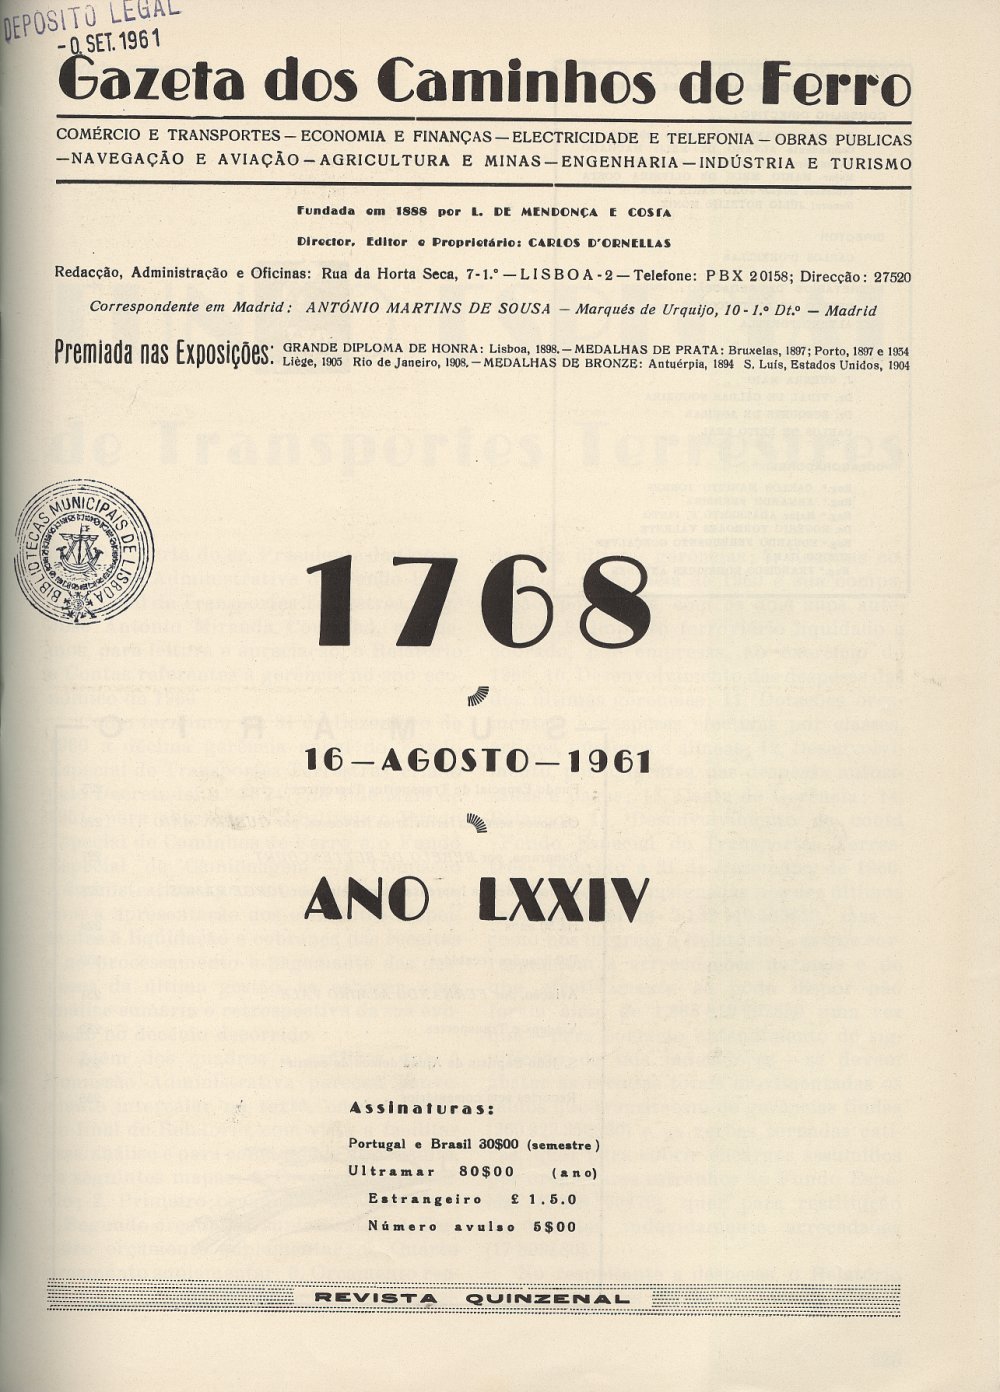 DEPOSITO LEGAL
SET. 1961
Gazeta dos Caminhos de Ferro
COMÉRCIO E TRANSPORTES — ECONOMIA E FINANÇAS — ELECTRICIDADE E TELEFONIA — OBRAS PUBLICAS
— NAVEGAÇÃO E AVIAÇÃO — AGRICULTURA E MINAS — ENGENHARIA — INDÚSTRIA E TURISMO
Fundada em 1888 por L. DE MENDONÇA E COSTA
Director, Editor e Proprietário: CARLOS D'ORNELLAS
Redacção, Administração e Oficinas: Rua da Horta Seca, 7-1.º — LISBOA-2 — Telefone: PBX 20158; Direcção: 27520
Correspondente em Madrid: ANTÓNIO MARTINS DE SOUSA — Marqués de Urquijo, 10-1.º Dt.º — Madrid
Premiada nas Exposições: GRANDE DIPLOMA DE HONRA: Lisboa, 1898. — MEDALHAS DE PRATA: Bruxelas, 1897; Porto, 1897 e 1934
Liège, 1905 Rio de Janeiro, 1908. — MEDALHAS DE BRONZE: Antuérpia, 1894 S. Luís, Estados Unidos, 1904
BIBLIOTECAS MUNICIPAIS DE LISBOA
1768
16 — AGOSTO — 1961
ANO LXXIV
Assinaturas:
Portugal e Brasil 30$00 (semestre)
Ultramar 80$00 (ano)
Estrangeiro £ 1.5.0
Número avulso 5$00
REVISTA QUINZENAL